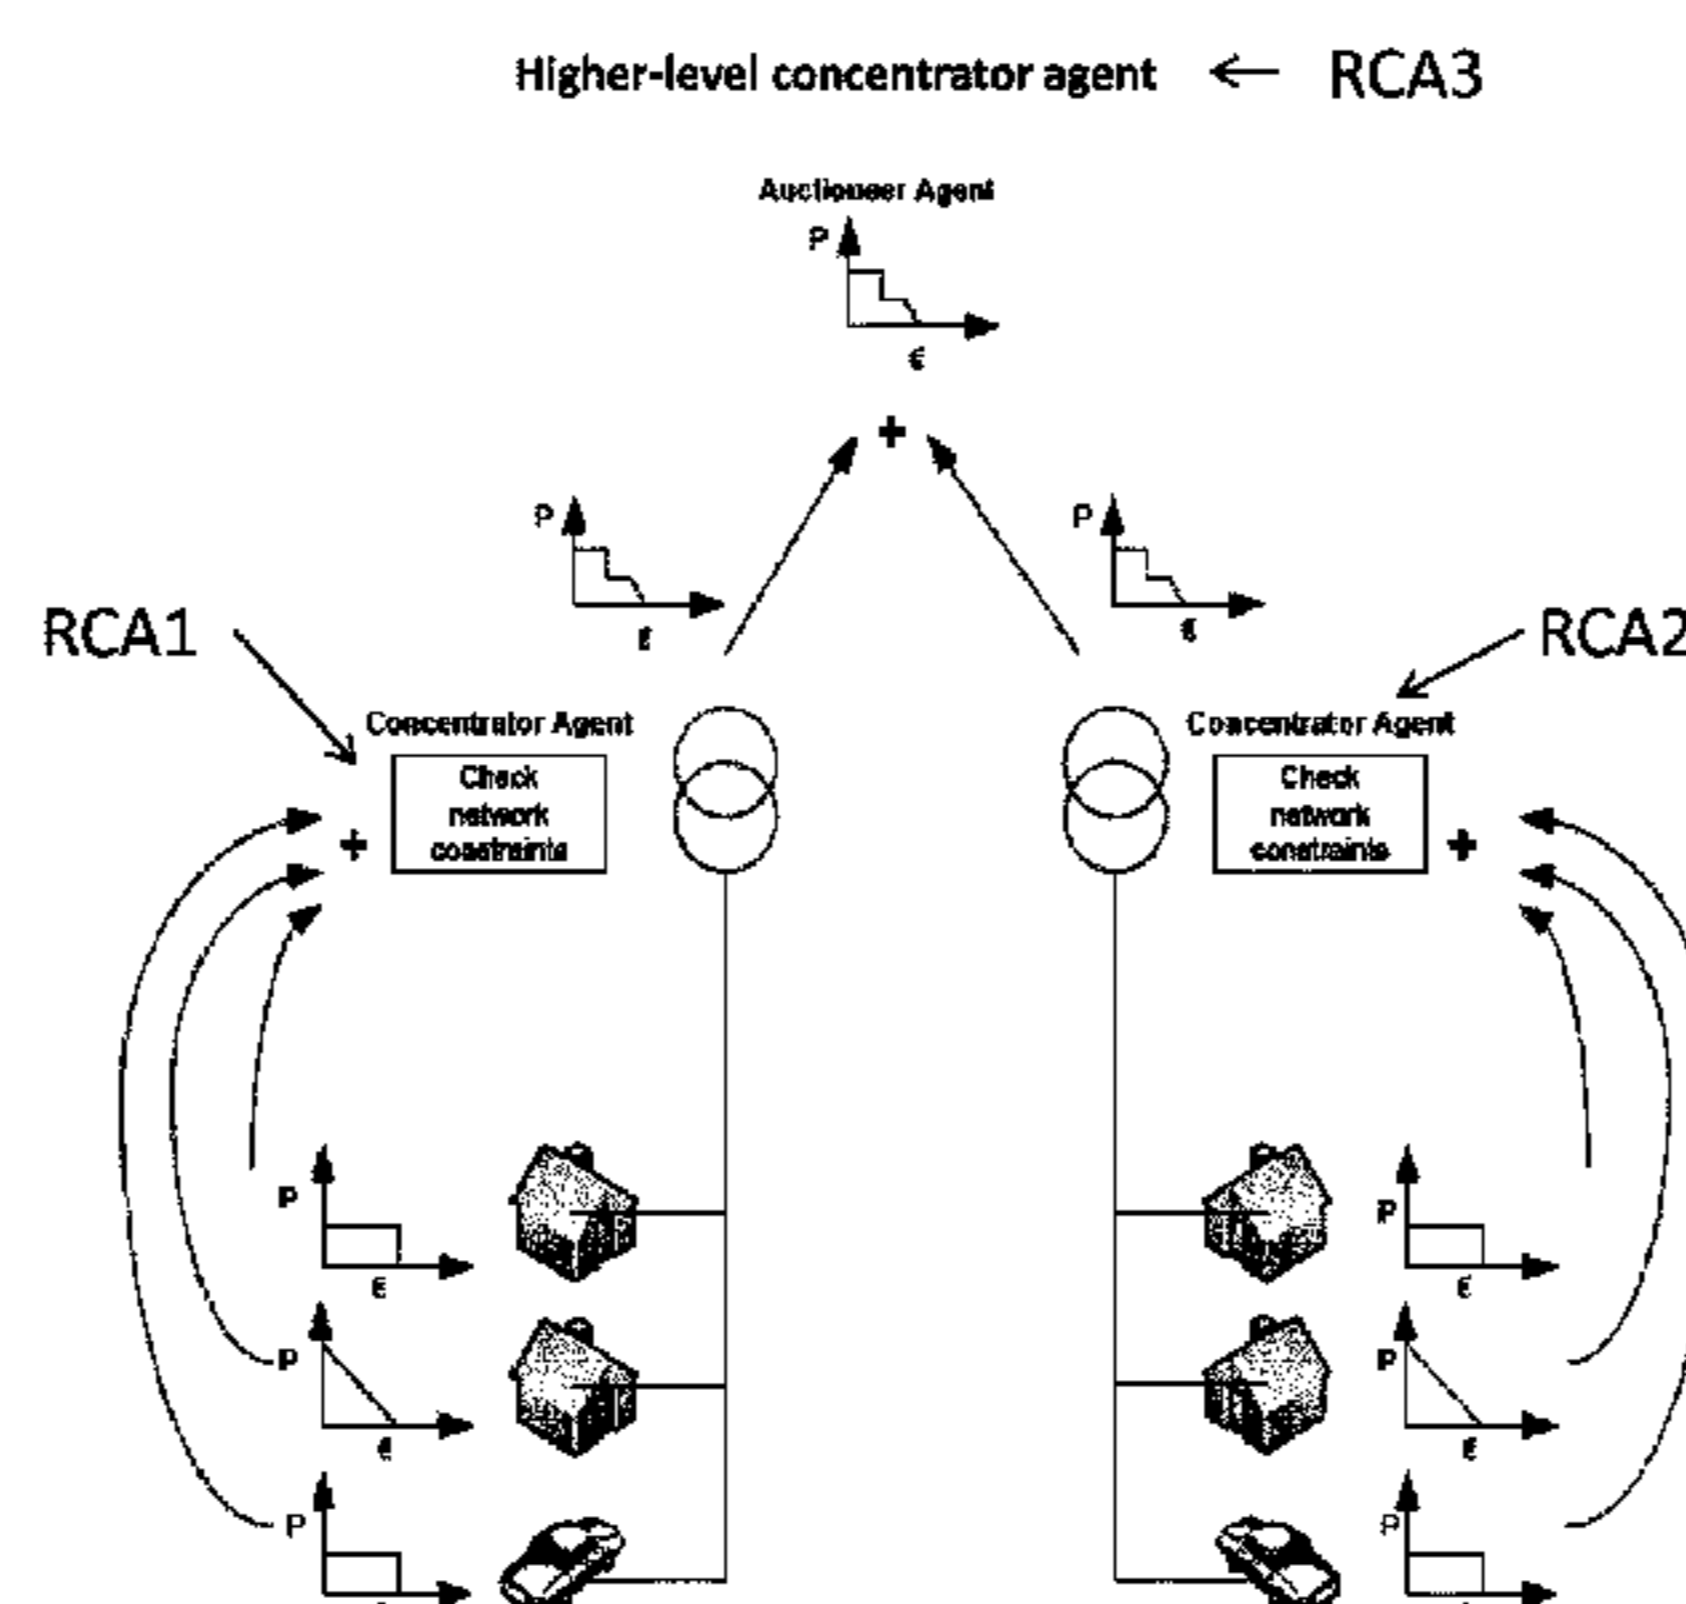 Higher-level concentrator agent ← RCA3
Auctioneer Agent
P
€
+
P
€
P
€
RCA1
RCA2
Concentrator Agent
Check
network
constraints
+
Concentrator Agent
Check
network
constraints
+
P
€
P
€
P
€
P
€
P
P